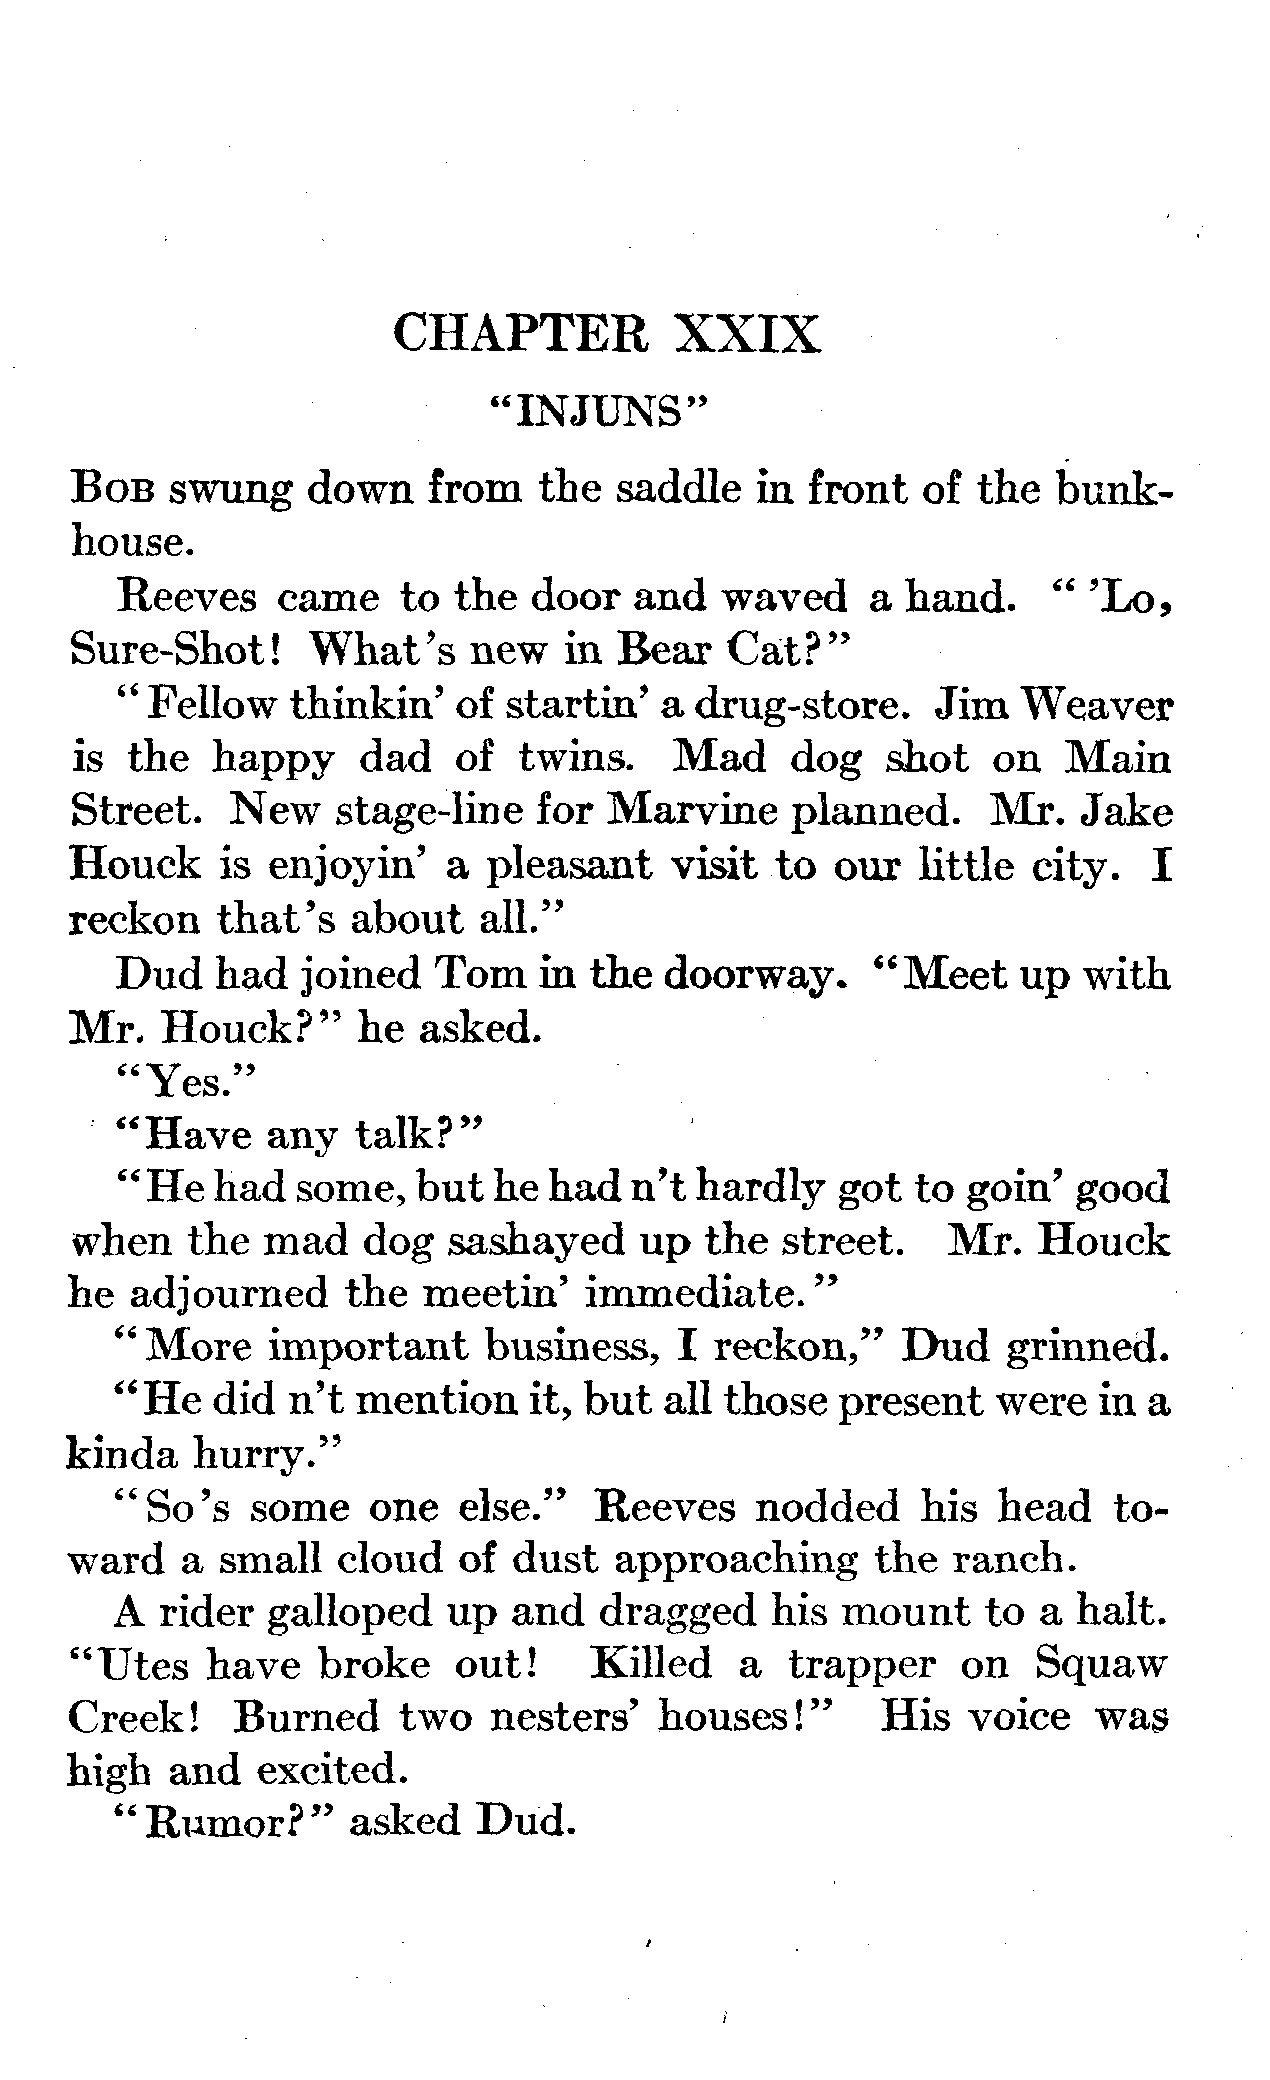 CHAPTER XXIX
“INJUNS”
BOB swung down from the saddle in front of the bunk-
house.
Reeves came to the door and waved a hand. “ ’Lo,
Sure-Shot! What’s new in Bear Cat?”
“Fellow thinkin’ of startin’ a drug-store. Jim Weaver
is the happy dad of twins. Mad dog shot on Main
Street. New stage-line for Marvine planned. Mr. Jake
Houck is enjoyin’ a pleasant visit to our little city. I
reckon that’s about all.”
Dud had joined Tom in the doorway. “Meet up with
Mr. Houck?” he asked.
“Yes.”
“Have any talk?”
“He had some, but he had n’t hardly got to goin’ good
when the mad dog sashayed up the street. Mr. Houck
he adjourned the meetin’ immediate.”
“More important business, I reckon,” Dud grinned.
“He did n’t mention it, but all those present were in a
kinda hurry.”
“So’s some one else.” Reeves nodded his head to-
ward a small cloud of dust approaching the ranch.
A rider galloped up and dragged his mount to a halt.
“Utes have broke out! Killed a trapper on Squaw
Creek! Burned two nesters’ houses!” His voice was
high and excited.
“Rumor?” asked Dud.